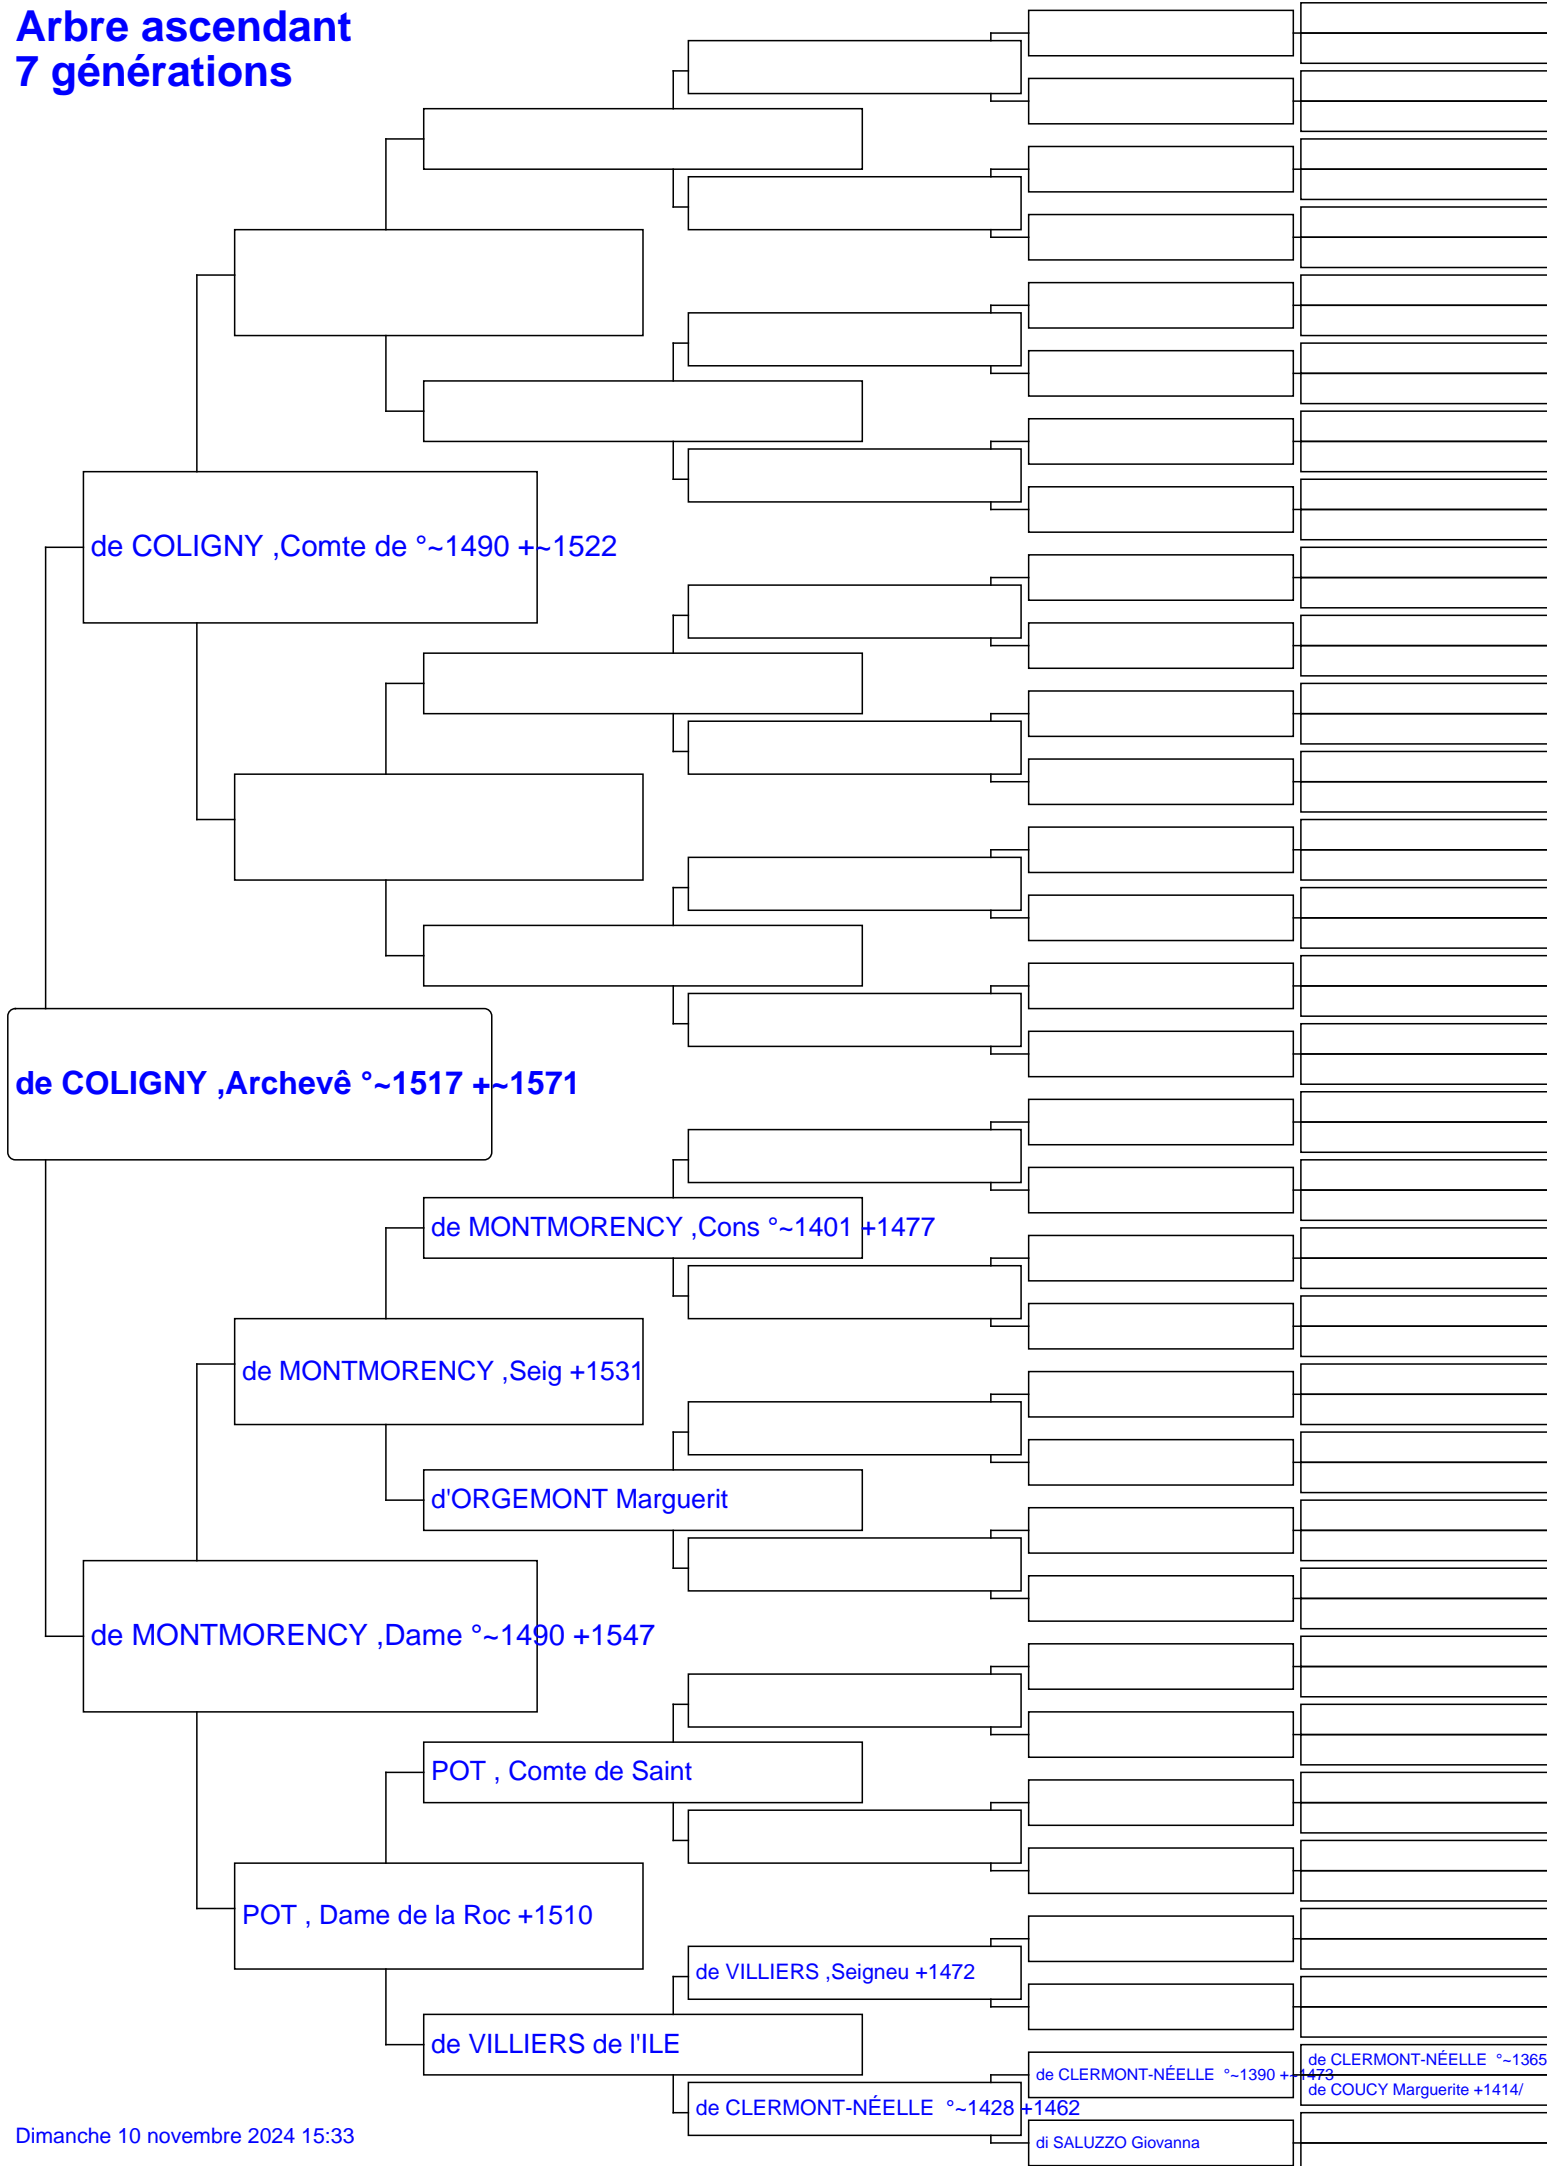 Arbre ascendant
7 générations
de COLIGNY ,Comte de °~1490 +~1522
de COLIGNY ,Archevê °~1517 +~1571
de MONTMORENCY ,Cons °~1401 +1477
de MONTMORENCY ,Seig +1531
d'ORGEMONT Marguerit
de MONTMORENCY ,Dame °~1490 +1547
POT , Comte de Saint
POT , Dame de la Roc +1510
de VILLIERS ,Seigneu +1472
de VILLIERS de l'ILE
de CLERMONT-NÉELLE °~1365
de CLERMONT-NÉELLE °~1390 +~1473
de COUCY Marguerite +1414/
de CLERMONT-NÉELLE °~1428 +1462
di SALUZZO Giovanna
Dimanche 10 novembre 2024 15:33